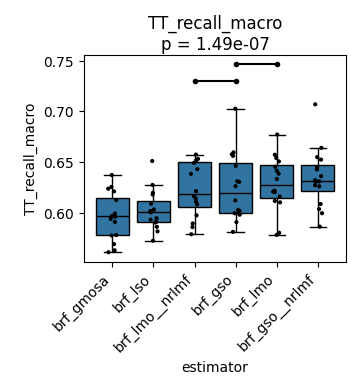 TT_recall_macro
p = 1.49e-07
0.75
0.70
0.65
0.60
TT_recall_macro
brf_gmosa
brf_lso
brf_lmo__nrlmf
brf_gso
brf_lmo
brf_gso__nrlmf
estimator